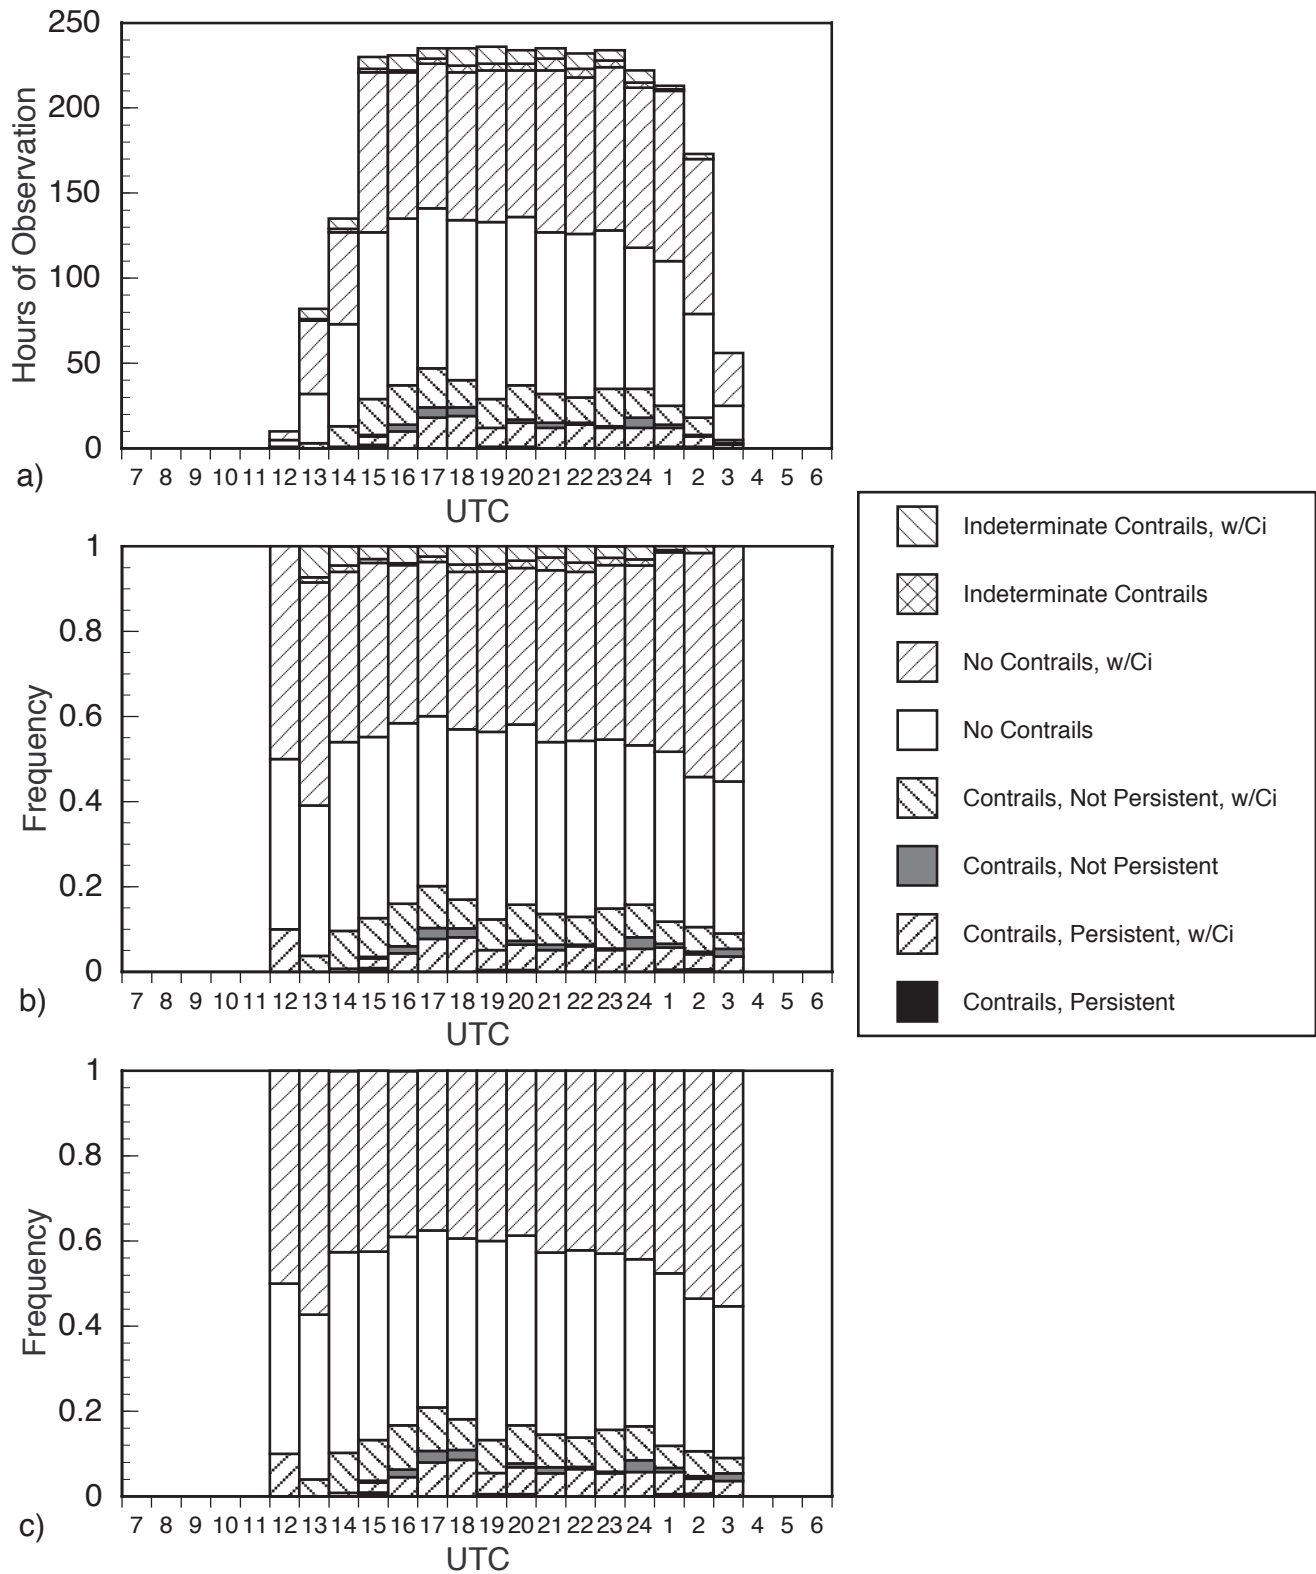 250
200
150
100
50
0
Hours of Observation
7 8 9 10 11 12 13 14 15 16 17 18 19 20 21 22 23 24 1 2 3 4 5 6
a)
UTC
1
0.8
0.6
0.4
0.2
0
Frequency
7 8 9 10 11 12 13 14 15 16 17 18 19 20 21 22 23 24 1 2 3 4 5 6
b)
UTC
Indeterminate Contrails, w/Ci
Indeterminate Contrails
No Contrails, w/Ci
No Contrails
Contrails, Not Persistent, w/Ci
Contrails, Not Persistent
Contrails, Persistent, w/Ci
Contrails, Persistent
1
0.8
0.6
0.4
0.2
0
Frequency
7 8 9 10 11 12 13 14 15 16 17 18 19 20 21 22 23 24 1 2 3 4 5 6
c)
UTC